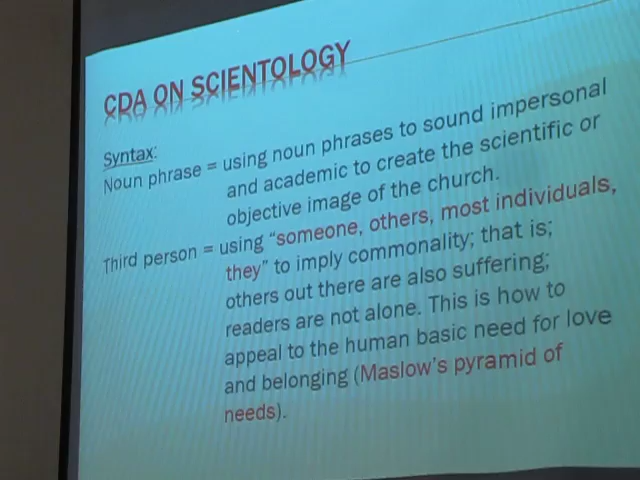 CDA ON SCIENTOLOGY
Syntax:
Noun phrase = using noun phrases to sound impersonal
and academic to create the scientific or
objective image of the church.
Third person = using "someone, others, most individuals,
they" to imply commonality; that is;
others out there are also suffering;
readers are not alone. This is how to
appeal to the human basic need for love
and belonging (Maslow's pyramid of
needs).